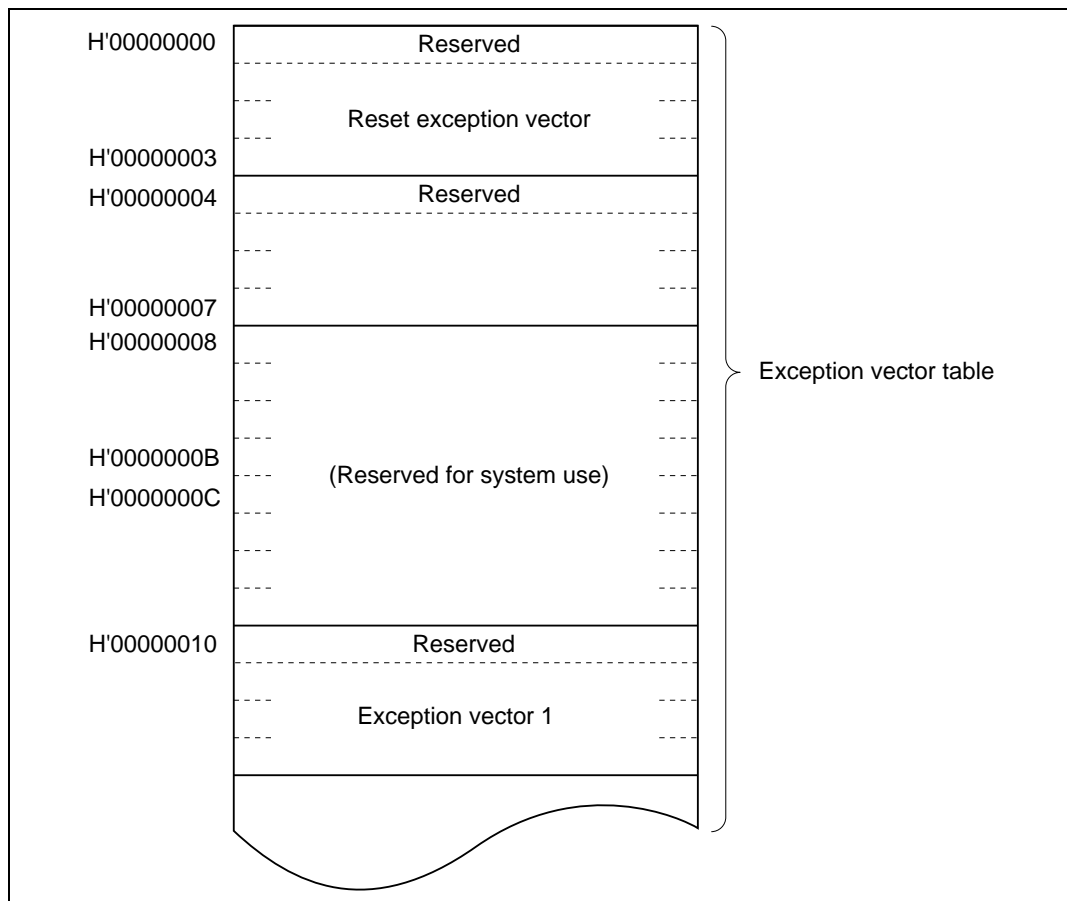 H'00000000
Reserved
Reset exception vector
H'00000003
H'00000004
Reserved
H'00000007
H'00000008
Exception vector table
H'0000000B
(Reserved for system use)
H'0000000C
H'00000010
Reserved
Exception vector 1